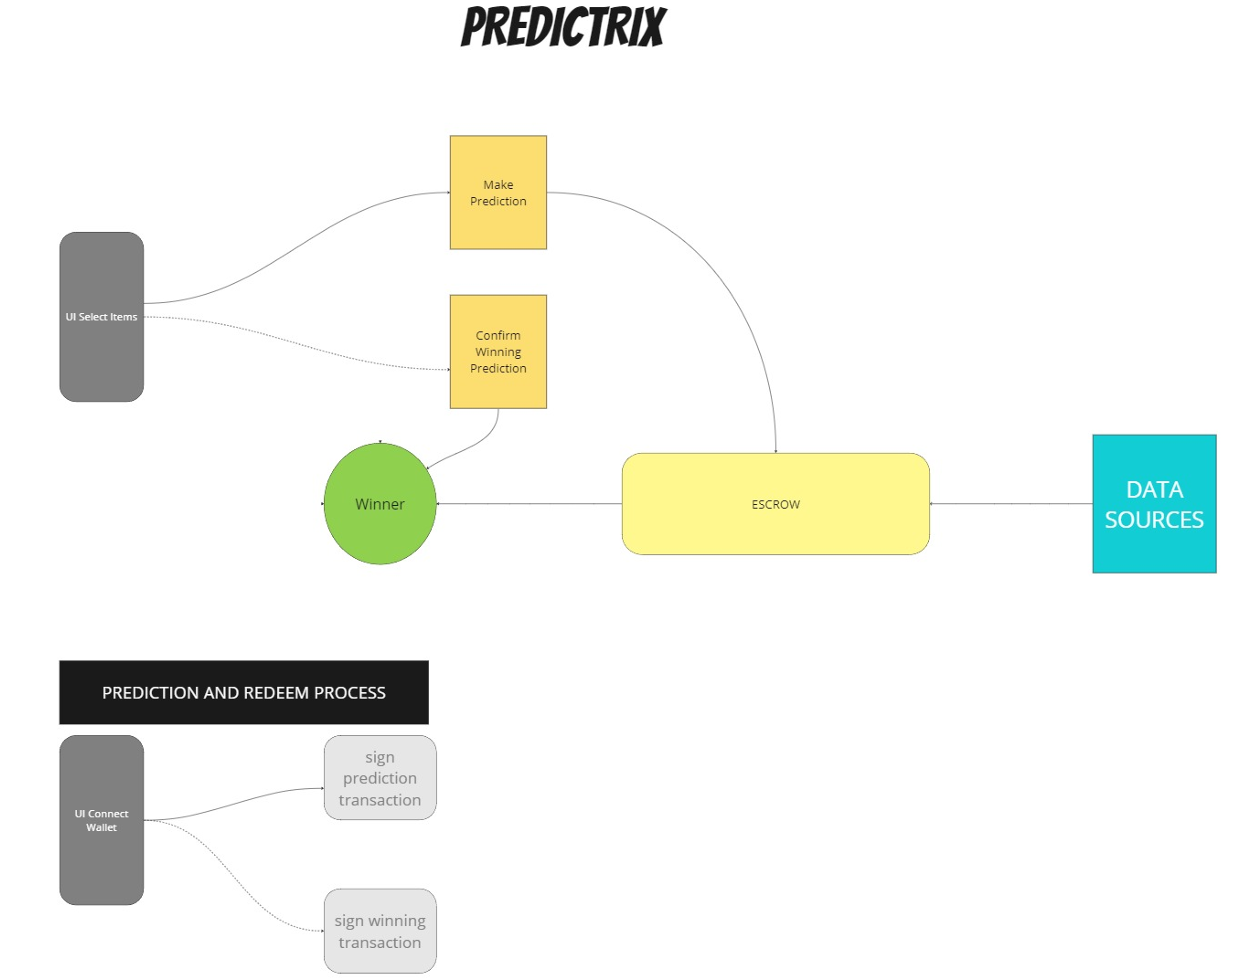 PREDICTRIX
Make
Prediction
UI Select Items
Confirm
Winning
Prediction
Winner
ESCROW
DATA
SOURCES
PREDICTION AND REDEEM PROCESS
sign
prediction
transaction
UI Connect
Wallet
sign winning
transaction